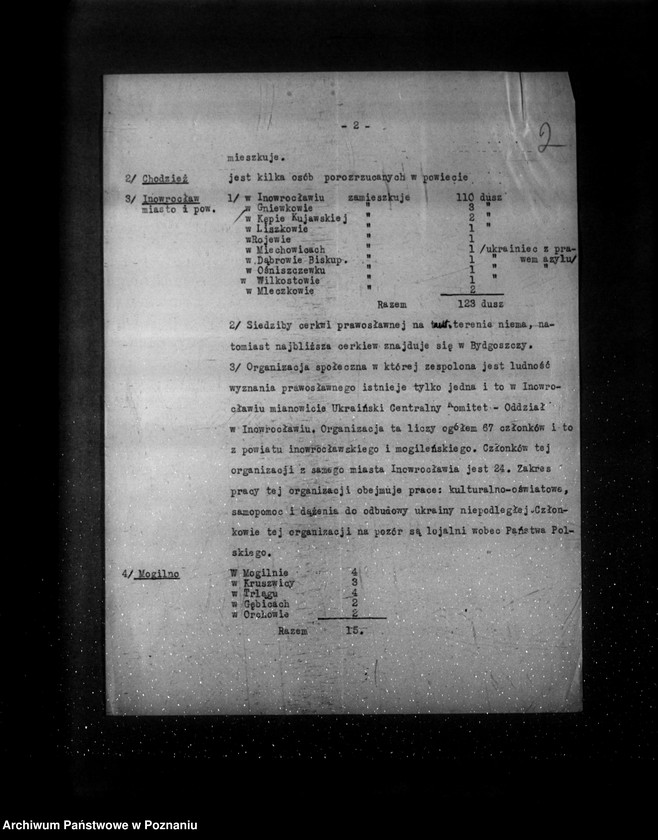 - 2 -
2
mieszkuje.
2/ Chodzież jest kilka osób porozrzucanych w powiecie
3/ Inowrocław 1/ w Inowrocławiu zamieszkuje 110 dusz
miasto i pow. w Gniewkowie " 3 "
w Kępie Kujawskiej " 2 "
w Liszkowie " 1 "
wRojewie " 1
w Miechowicach " 1 /ukrainiec z pra-
w Dąbrowie Biskup. " 1 " wem azylu/
w Ośniszczewku " 1 " "
w Wilkostowie " 1 "
w Mleczkowie " 2
Razem 123 dusz
2/ Siedziby cerkwi prawosławnej na terenie niema, na-
tomiast najbliższa cerkiew znajduje się w Bydgoszczy.
3/ Organizacja społeczna w której zespolona jest ludność
wyznania prawosławnego istnieje tylko jedna i to w Inowro-
cławiu mianowicie Ukraiński Centralny Komitet - Oddział
w Inowrocławiu. Organizacja ta liczy ogółem 67 członków i to
z powiatu inowrocławskiego i mogileńskiego. Członków tej
organizacji z samego miasta Inowrocławia jest 24. Zakres
pracy tej organizacji obejmuje prace: kulturalno-oświatowe,
samopomoc i dążenia do odbudowy ukrainy niepodległej.Człon-
kowie tej organizacji na pozór są lojalni wobec Państwa Pol-
skiego.
4/ Mogilno W Mogilnie 4
w Kruszwicy 3
w Trlągu 4
w Gębicach 2
w Orchowie 2
Razem 15.
Archiwum Państwowe w Poznaniu